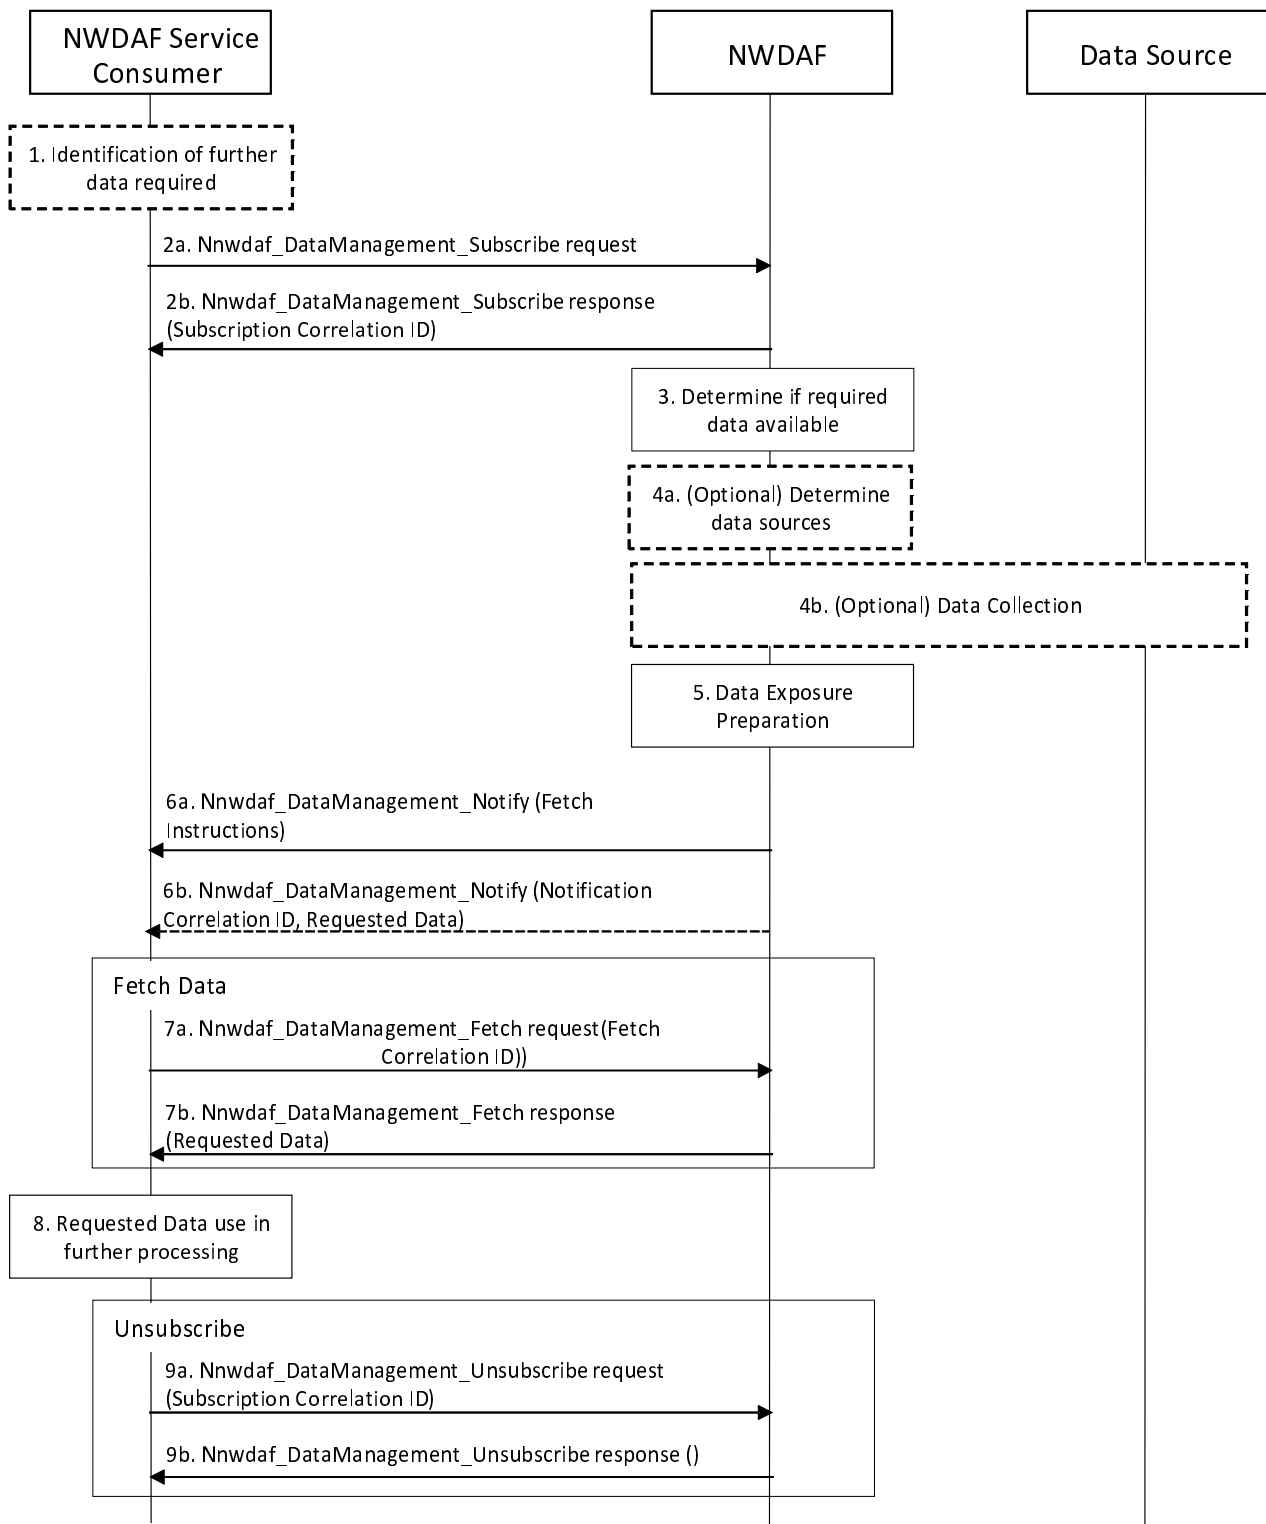 NWDAF Service
Consumer
NWDAF
Data Source
1. Identification of further
data required
2a. Nnwdaf_DataManagement_Subscribe request
2b. Nnwdaf_DataManagement_Subscribe response
(Subscription Correlation ID)
3. Determine if required
data available
4a. (Optional) Determine
data sources
4b. (Optional) Data Collection
5. Data Exposure
Preparation
6a. Nnwdaf_DataManagement_Notify (Fetch
Instructions)
6b. Nnwdaf_DataManagement_Notify (Notification
Correlation ID, Requested Data)
Fetch Data
7a. Nnwdaf_DataManagement_Fetch request(Fetch
Correlation ID))
7b. Nnwdaf_DataManagement_Fetch response
(Requested Data)
8. Requested Data use in
further processing
Unsubscribe
9a. Nnwdaf_DataManagement_Unsubscribe request
(Subscription Correlation ID)
9b. Nnwdaf_DataManagement_Unsubscribe response ()